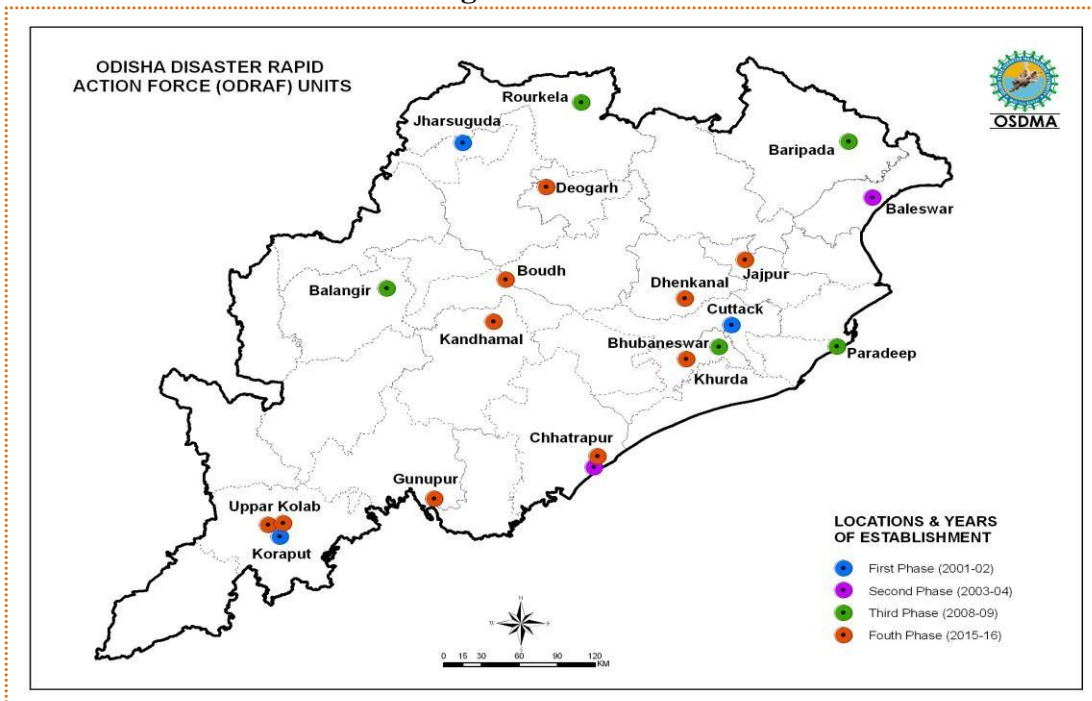 ODISHA DISASTER RAPID
ACTION FORCE (ODRAF) UNITS
OSDMA
Rourkela
Jharsuguda
Baripada
Deogarh
Baleswar
Boudh
Jajpur
Balangir
Dhenkanal
Cuttack
Kandhamal
Bhubaneswar
Paradeep
Khurda
Chhatrapur
Gunupur
Uppar Kolab
Koraput
LOCATIONS & YEARS
OF ESTABLISHMENT
First Phase (2001-02)
Second Phase (2003-04)
Third Phase (2008-09)
Fouth Phase (2015-16)
N
W E
S
0 15 30 60 90 120
KM